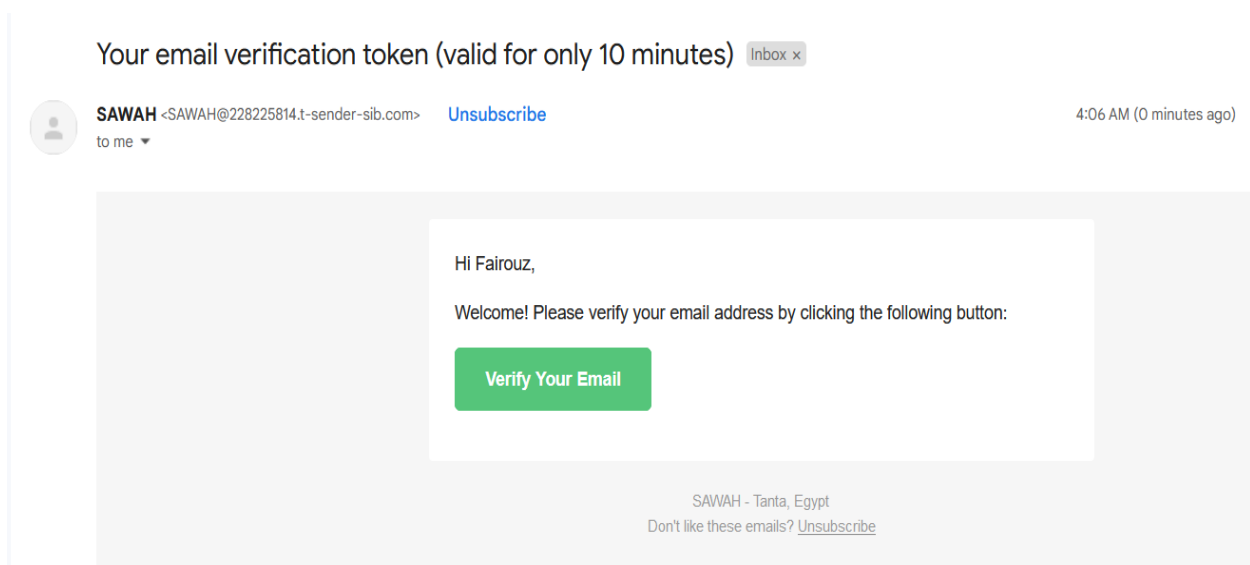 Your email verification token (valid for only 10 minutes) Inbox ×
SAWAH <SAWAH@228225814.t-sender-sib.com> Unsubscribe 4:06 AM (0 minutes ago)
to me
Hi Fairouz,
Welcome! Please verify your email address by clicking the following button:
Verify Your Email
SAWAH - Tanta, Egypt
Don't like these emails? Unsubscribe